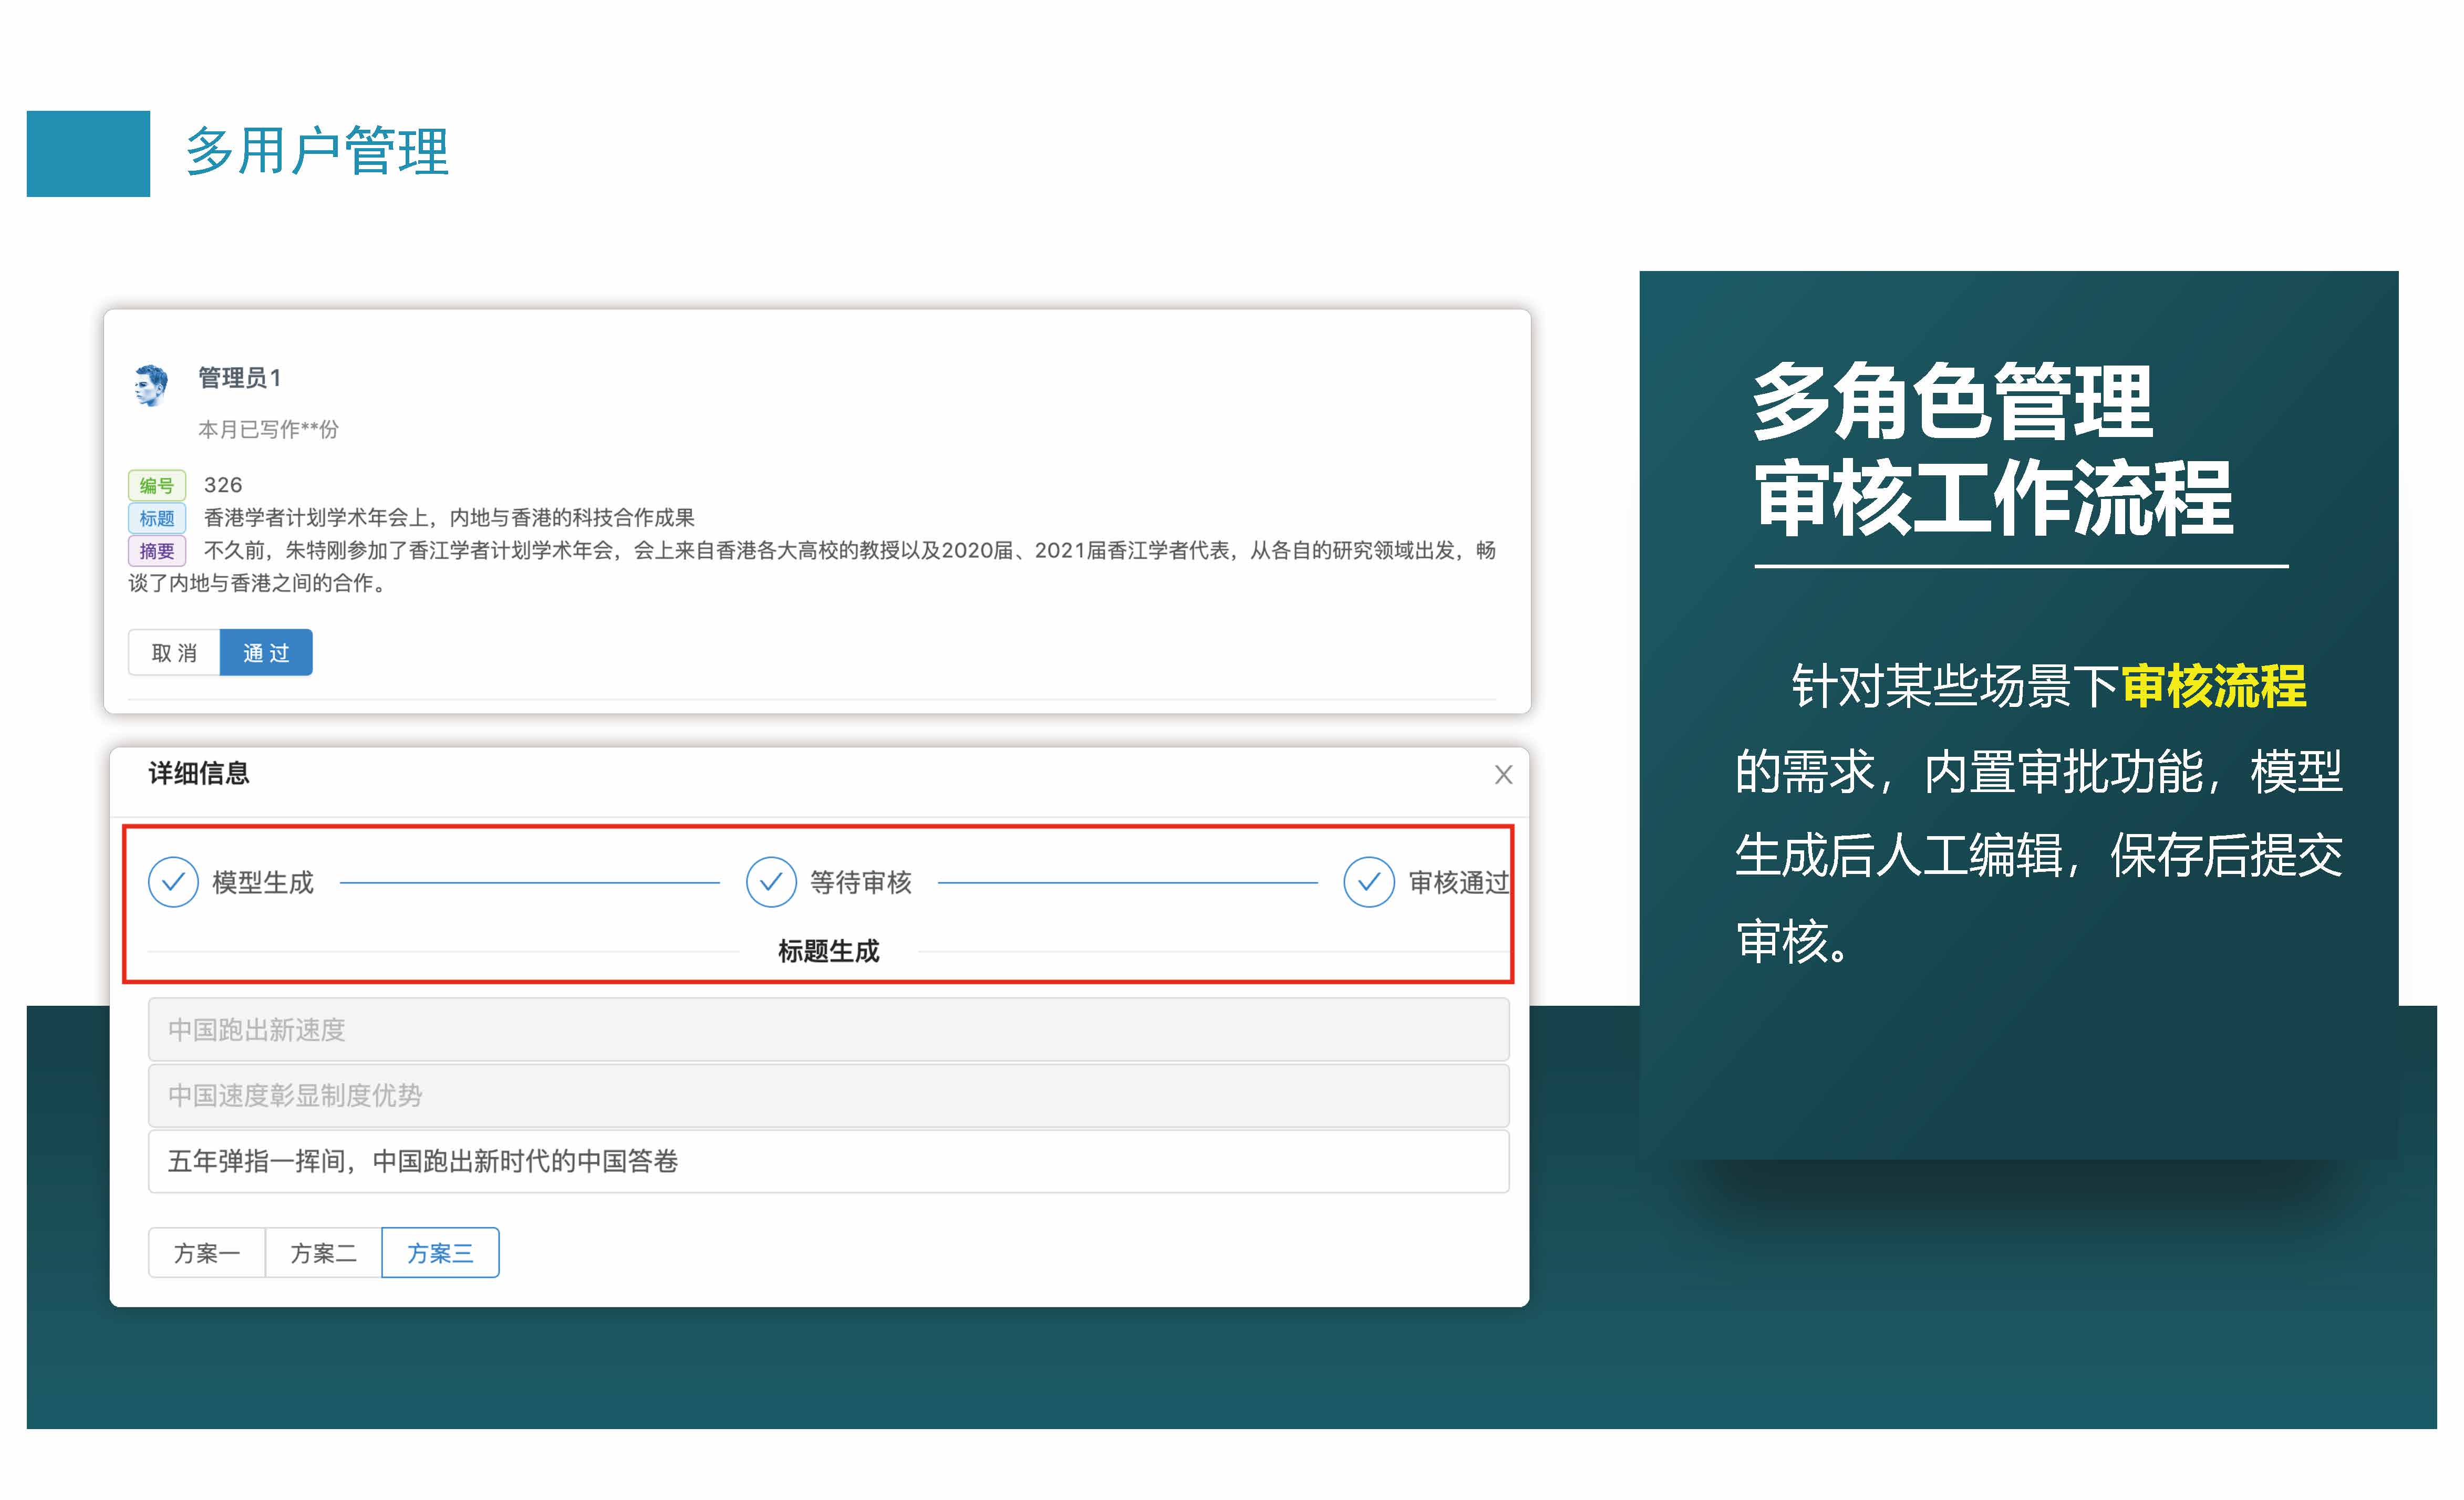 多用户管理
管理员1
本月已写作**份
编号 326
标题 香港学者计划学术年会上，内地与香港的科技合作成果
摘要 不久前，朱特刚参加了香江学者计划学术年会，会上来自香港各大高校的教授以及2020届、2021届香江学者代表，从各自的研究领域出发，畅
谈了内地与香港之间的合作。
取消 通过
详细信息 X
模型生成 等待审核 审核通过
标题生成
中国跑出新速度
中国速度彰显制度优势
五年弹指一挥间，中国跑出新时代的中国答卷
方案一 方案二 方案三
多角色管理
审核工作流程
针对某些场景下审核流程
的需求，内置审批功能，模型
生成后人工编辑，保存后提交
审核。